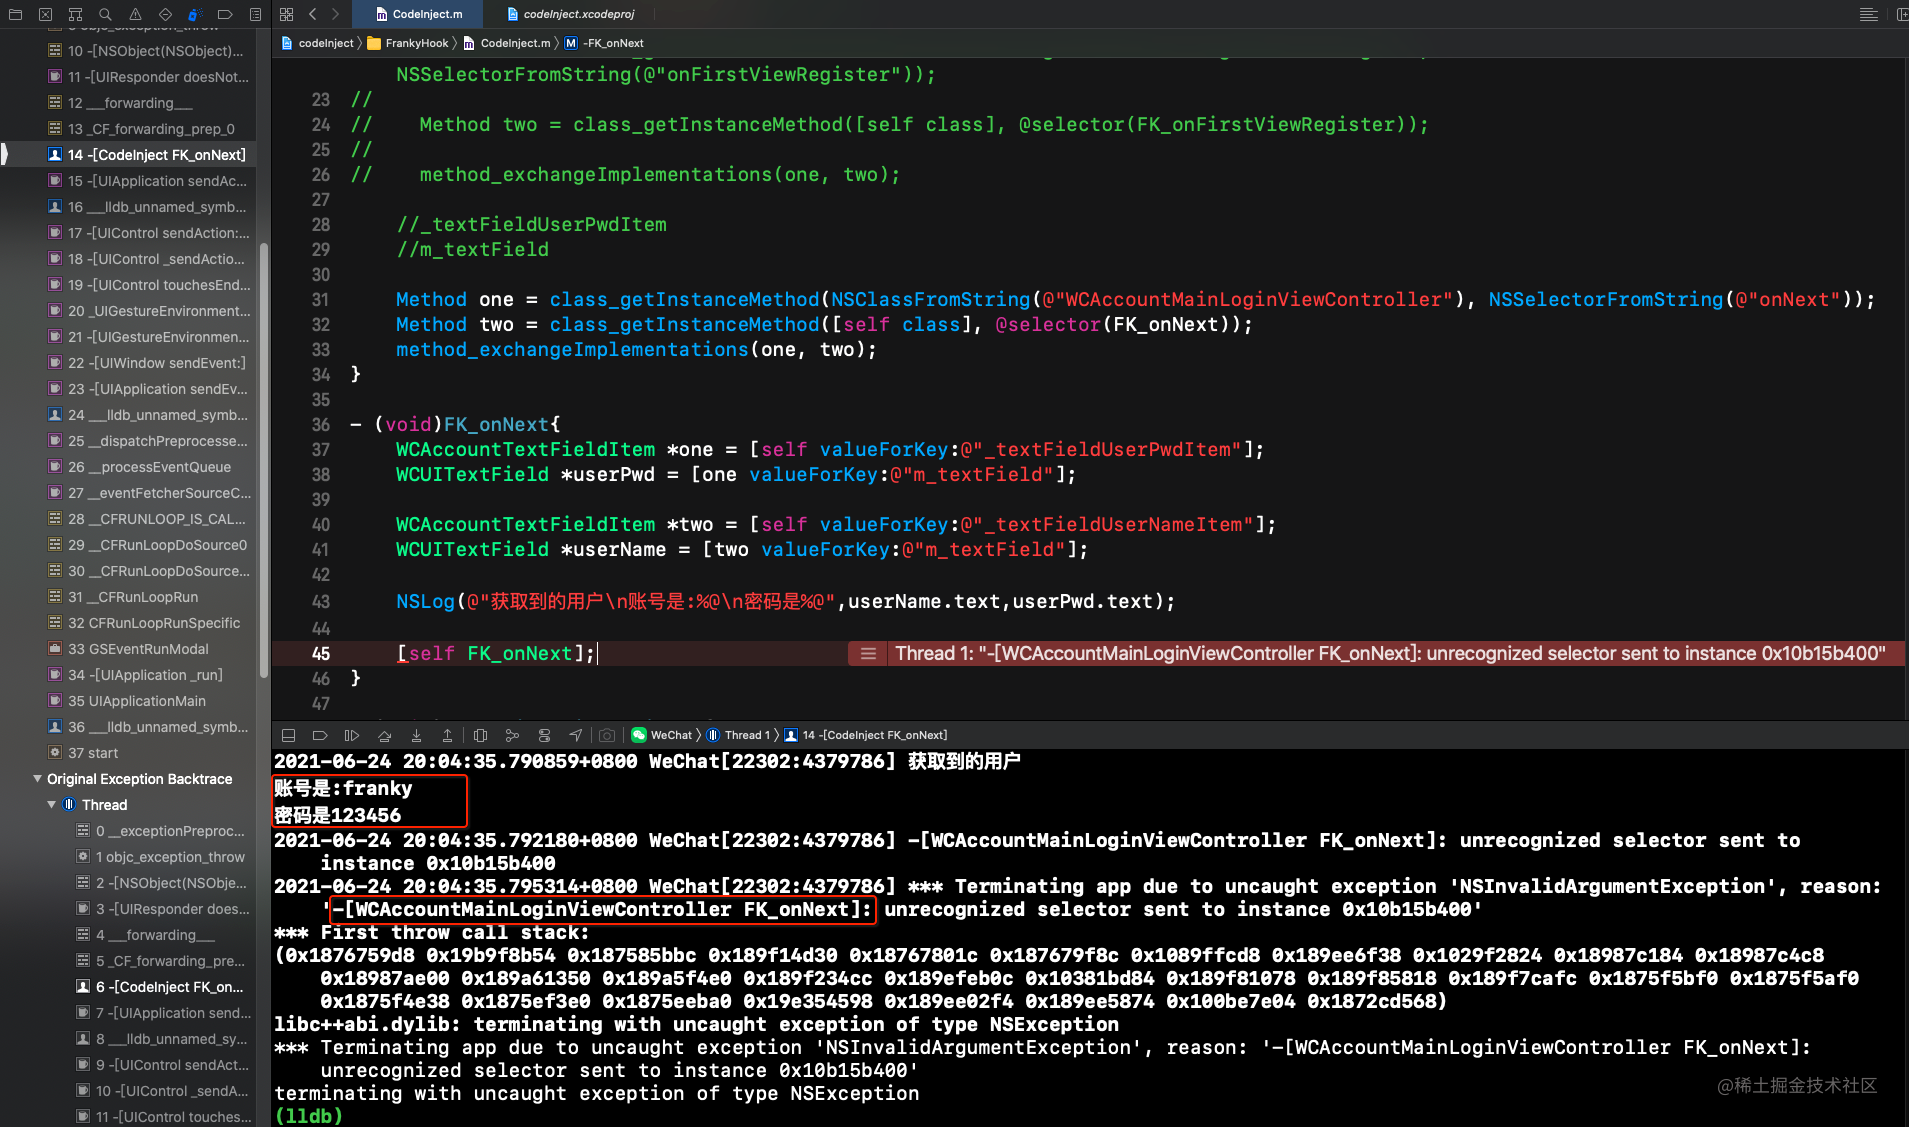 CodeInject.m
codeInject.xcodeproj
codeInject
FrankyHook
CodeInject.m
M
-FK_onNext
10 -[NSObject(NSObject)...
11 -[UIResponder doesNot...
12 ___forwarding___
13 _CF_forwarding_prep_0
14 -[CodeInject FK_onNext]
15 -[UIApplication sendAc...
16 ___lldb_unnamed_symb...
17 -[UIControl sendAction:...
18 -[UIControl _sendActio...
19 -[UIControl touchesEnd...
20 _UIGestureEnvironment...
21 -[UIGestureEnvironmen...
22 -[UIWindow sendEvent:]
23 -[UIApplication sendEv...
24 ___lldb_unnamed_symb...
25 __dispatchPreprocesse...
26 __processEventQueue
27 __eventFetcherSourceC...
28 __CFRUNLOOP_IS_CAL...
29 __CFRunLoopDoSource0
30 __CFRunLoopDoSource...
31 __CFRunLoopRun
32 CFRunLoopRunSpecific
33 GSEventRunModal
34 -[UIApplication _run]
35 UIApplicationMain
36 ___lldb_unnamed_symb...
37 start
Original Exception Backtrace
Thread
0 __exceptionPreproc...
1 objc_exception_throw
2 -[NSObject(NSObje...
3 -[UIResponder does...
4 ___forwarding___
5 _CF_forwarding_pre...
6 -[CodeInject FK_on...
7 -[UIApplication send...
8 ___lldb_unnamed_sy...
9 -[UIControl sendAct...
10 -[UIControl _sendA...
11 -[UIControl touches...
NSSelectorFromString(@"onFirstViewRegister"));
23 //
24 //    Method two = class_getInstanceMethod([self class], @selector(FK_onFirstViewRegister));
25 //
26 //    method_exchangeImplementations(one, two);
27
28     //_textFieldUserPwdItem
29     //m_textField
30
31     Method one = class_getInstanceMethod(NSClassFromString(@"WCAccountMainLoginViewController"), NSSelectorFromString(@"onNext"));
32     Method two = class_getInstanceMethod([self class], @selector(FK_onNext));
33     method_exchangeImplementations(one, two);
34 }
35
36 - (void)FK_onNext{
37     WCAccountTextFieldItem *one = [self valueForKey:@"_textFieldUserPwdItem"];
38     WCUITextField *userPwd = [one valueForKey:@"m_textField"];
39
40     WCAccountTextFieldItem *two = [self valueForKey:@"_textFieldUserNameItem"];
41     WCUITextField *userName = [two valueForKey:@"m_textField"];
42
43     NSLog(@"获取到的用户\n账号是:%@\n密码是%@",userName.text,userPwd.text);
44
45     [self FK_onNext]; Thread 1: "-[WCAccountMainLoginViewController FK_onNext]: unrecognized selector sent to instance 0x10b15b400"
46 }
47
WeChat
Thread 1
14 -[CodeInject FK_onNext]
2021-06-24 20:04:35.790859+0800 WeChat[22302:4379786] 获取到的用户
账号是:franky
密码是123456
2021-06-24 20:04:35.792180+0800 WeChat[22302:4379786] -[WCAccountMainLoginViewController FK_onNext]: unrecognized selector sent to
instance 0x10b15b400
2021-06-24 20:04:35.795314+0800 WeChat[22302:4379786] *** Terminating app due to uncaught exception 'NSInvalidArgumentException', reason:
'-[WCAccountMainLoginViewController FK_onNext]: unrecognized selector sent to instance 0x10b15b400'
*** First throw call stack:
(0x1876759d8 0x19b9f8b54 0x187585bbc 0x189f14d30 0x18767801c 0x187679f8c 0x1089ffcd8 0x189ee6f38 0x1029f2824 0x18987c184 0x18987c4c8
0x18987ae00 0x189a61350 0x189a5f4e0 0x189f234cc 0x189efeb0c 0x10381bd84 0x189f81078 0x189f85818 0x189f7cafc 0x1875f5bf0 0x1875f5af0
0x1875f4e38 0x1875ef3e0 0x1875eeba0 0x19e354598 0x189ee02f4 0x189ee5874 0x100be7e04 0x1872cd568)
libc++abi.dylib: terminating with uncaught exception of type NSException
*** Terminating app due to uncaught exception 'NSInvalidArgumentException', reason: '-[WCAccountMainLoginViewController FK_onNext]:
unrecognized selector sent to instance 0x10b15b400'
terminating with uncaught exception of type NSException
(lldb)
@稀土掘金技术社区